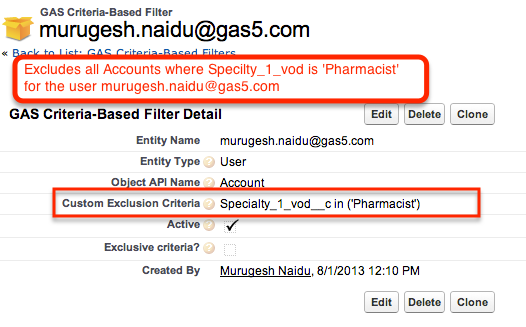 GAS Criteria-Based Filter
murugesh.naidu@gas5.com
« Back to List: GAS Criteria-Based Filters
Excludes all Accounts where Specilty_1_vod is 'Pharmacist'
for the user murugesh.naidu@gas5.com
GAS Criteria-Based Filter Detail Edit Delete Clone
Entity Name murugesh.naidu@gas5.com
Entity Type ? User
Object API Name ? Account
Custom Exclusion Criteria ? Specialty_1_vod__c in ('Pharmacist')
Active ? ✓
Exclusive criteria? ?
Created By Murugesh Naidu, 8/1/2013 12:10 PM
Edit Delete Clone